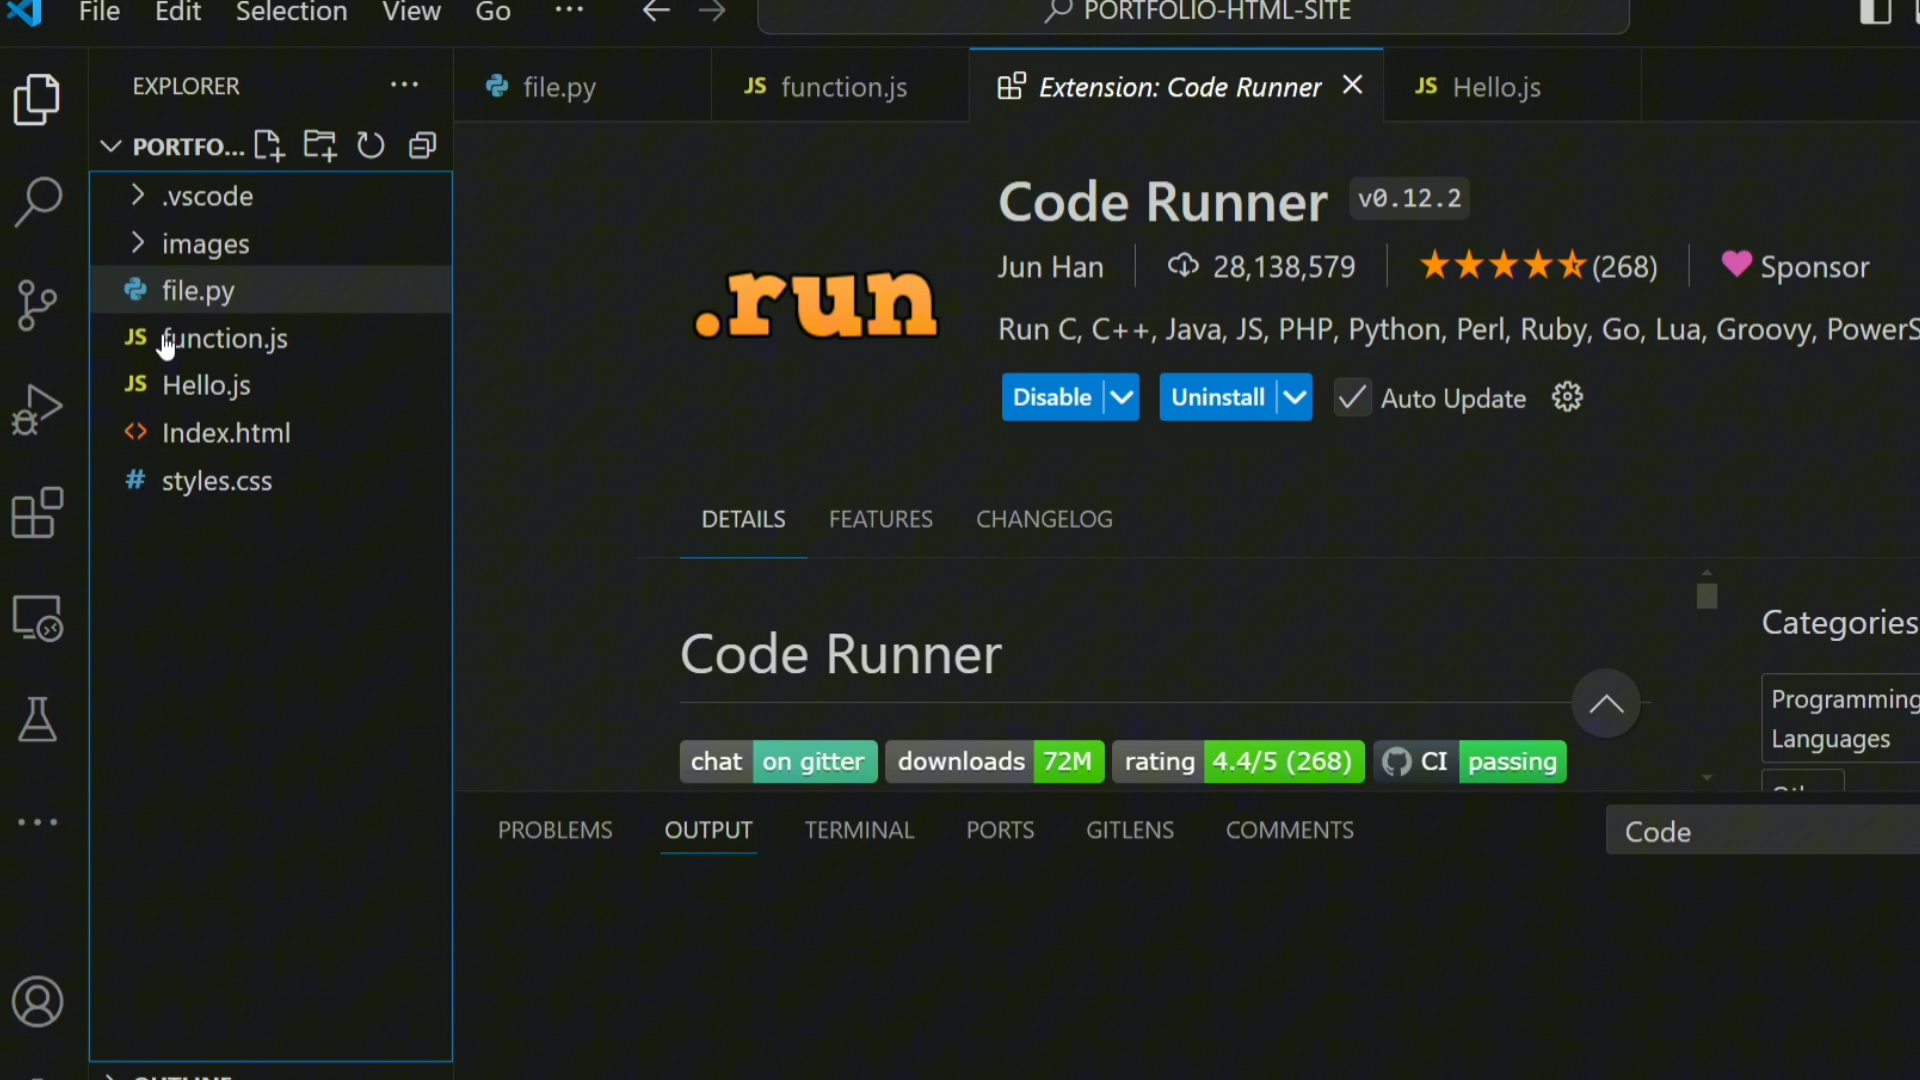 File Edit Selection View Go ... PORTFOLIO-HTML-SITE
EXPLORER
PORTFO...
.vscode
images
file.py
JS function.js
JS Hello.js
<> Index.html
# styles.css
file.py
JS function.js
Extension: Code Runner
JS Hello.js
.run
Code Runner v0.12.2
Jun Han 28,138,579 (268) Sponsor
Run C, C++, Java, JS, PHP, Python, Perl, Ruby, Go, Lua, Groovy, PowerS
Disable Uninstall Auto Update
DETAILS FEATURES CHANGELOG
Code Runner
chat on gitter downloads 72M rating 4.4/5 (268) CI passing
Categories
Programming
Languages
PROBLEMS OUTPUT TERMINAL PORTS GITLENS COMMENTS
Code
OUTLINE